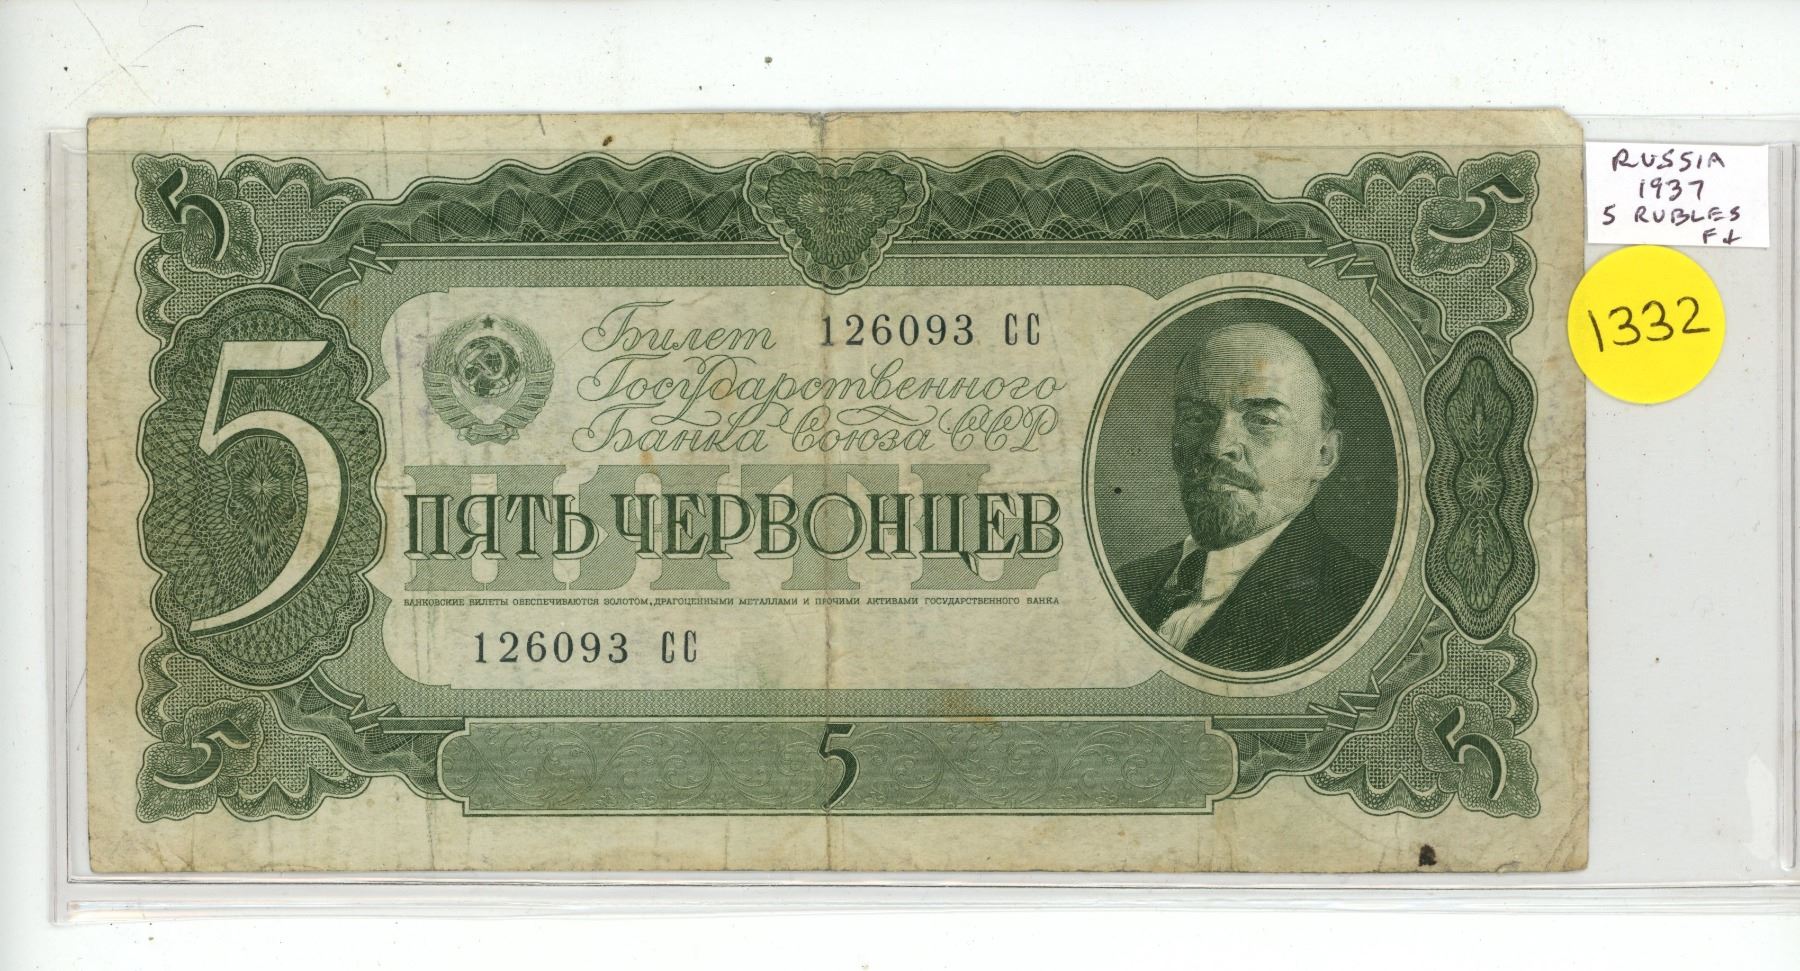 5
5
RUSSIA
1937
5 RUBLES
F+
1332
Билет 126093 СС
Государственного
Банка Союза ССР
5
ПЯТЬ
ПЯТЬ ЧЕРВОНЦЕВ
БАНКОВСКИЕ БИЛЕТЫ ОБЕСПЕЧИВАЮТСЯ ЗОЛОТОМ, ДРАГОЦЕННЫМИ МЕТАЛЛАМИ И ПРОЧИМИ АКТИВАМИ ГОСУДАРСТВЕННОГО БАНКА
126093 СС
5
5
5